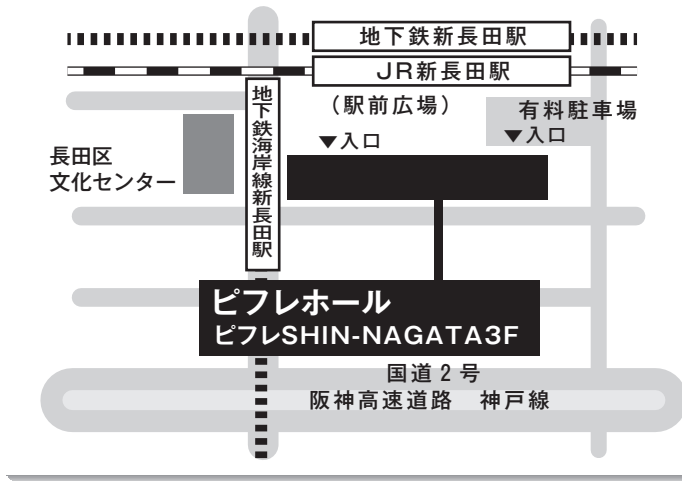 地下鉄新長田駅
JR新長田駅
地下鉄海岸線新長田駅
（駅前広場）
有料駐車場
▼入口
▼入口
長田区
文化センター
ピフレホール
ピフレSHIN-NAGATA3F
国道2号
阪神高速道路　神戸線